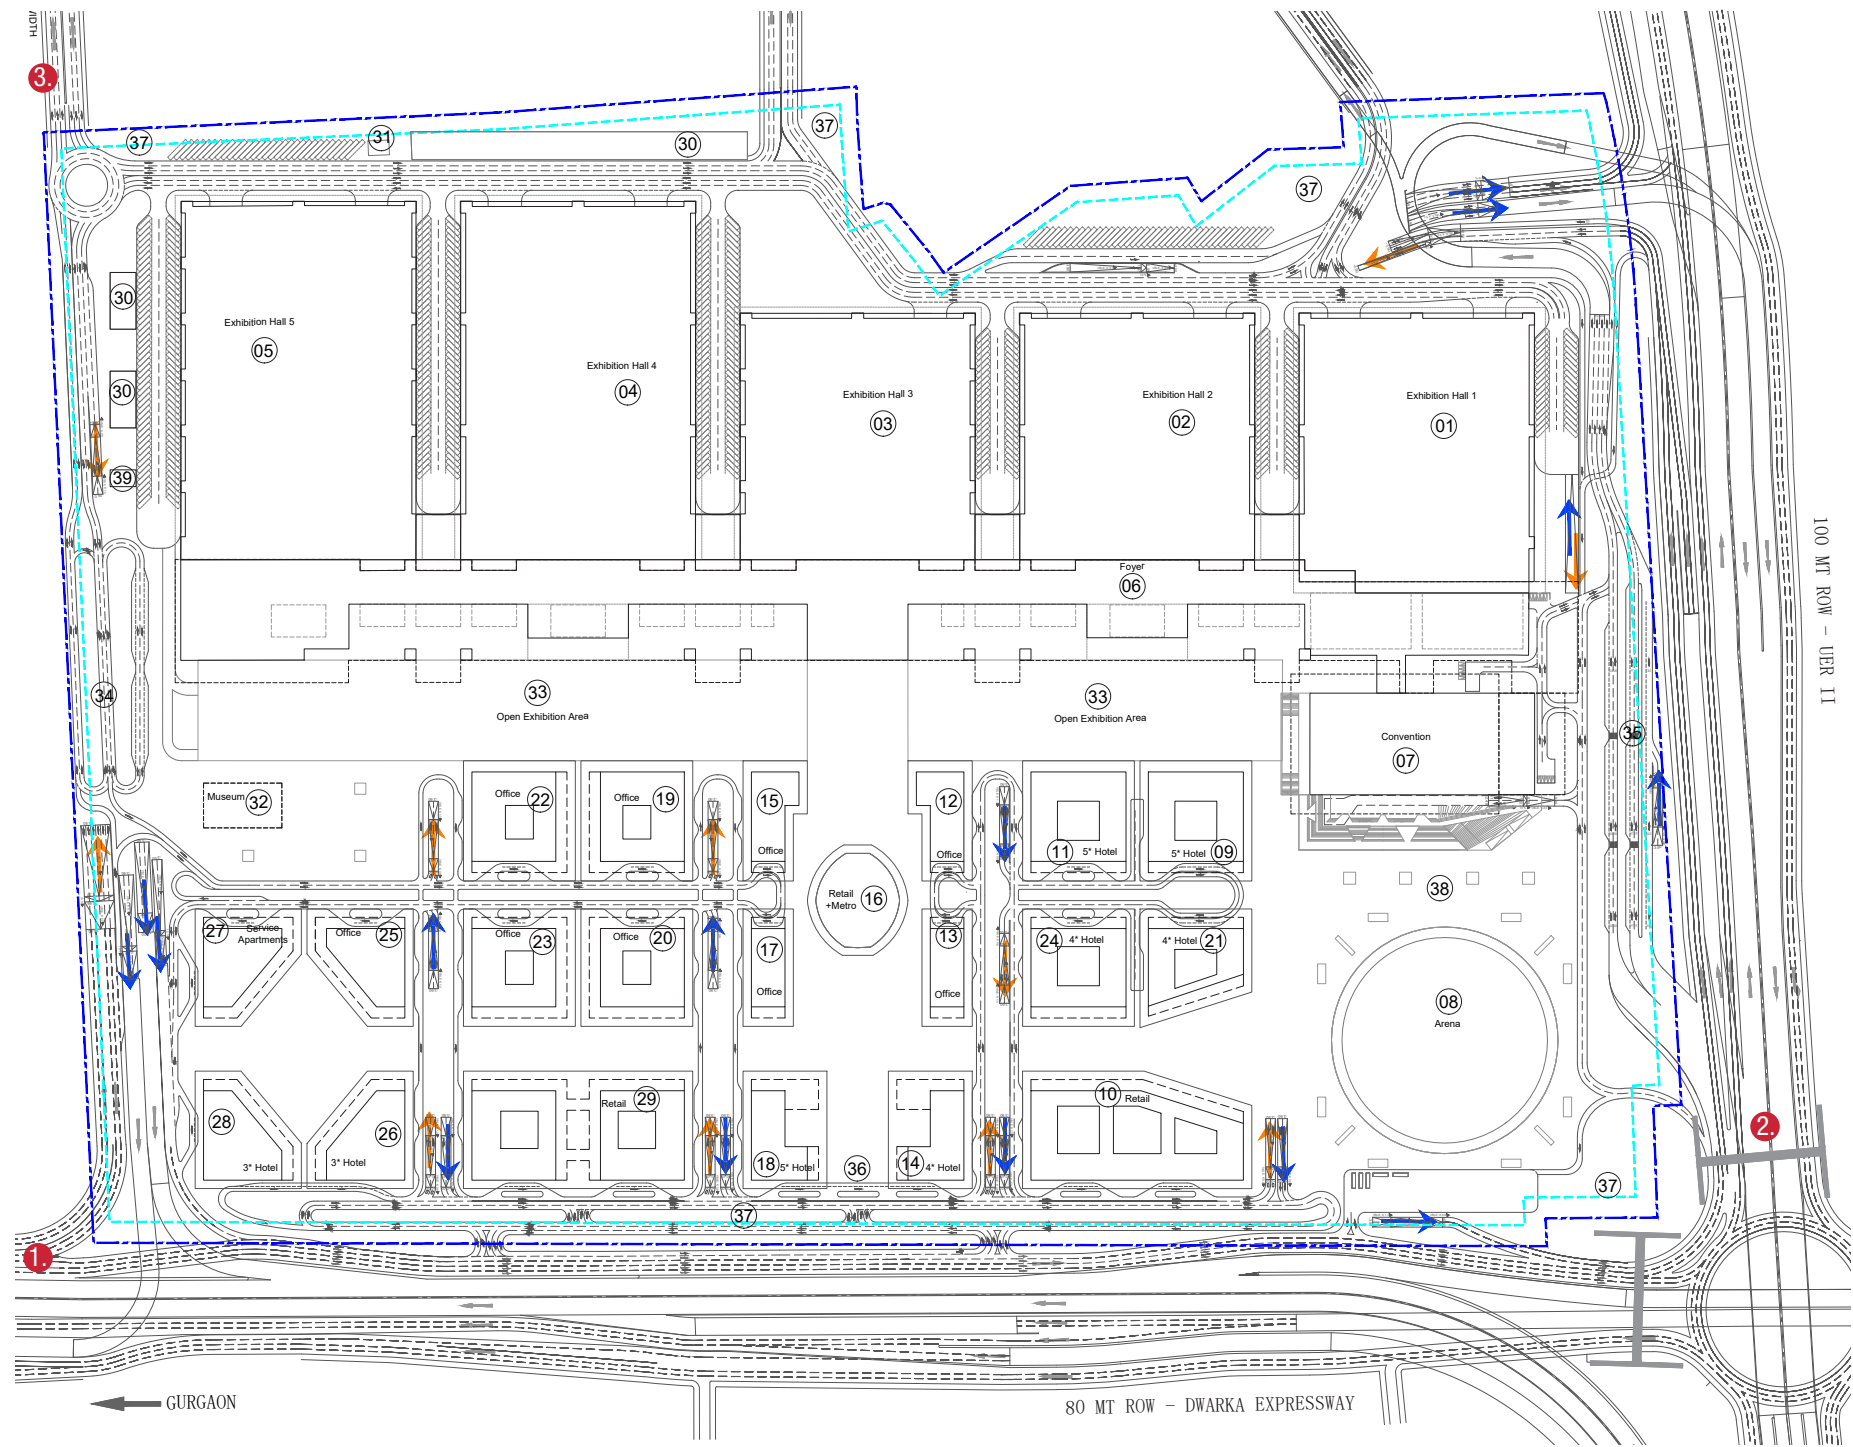 VIDTH
3.
37
31
30
37
37
30
Exhibition Hall 5
05
Exhibition Hall 4
04
Exhibition Hall 3
03
Exhibition Hall 2
02
Exhibition Hall 1
01
30
39
Foyer
06
100 MT ROW - UER II
34
33
Open Exhibition Area
33
Open Exhibition Area
35
Convention
07
Museum
32
Office
22
Office
19
15
Office
12
Office
11
5* Hotel
5* Hotel
09
Retail
+Metro
16
38
27
Service
Apartments
Office
25
Office
23
Office
20
17
Office
13
Office
24
4* Hotel
4* Hotel
21
08
Arena
28
3* Hotel
26
3* Hotel
Retail
29
18
5* Hotel
36
14
4* Hotel
10
Retail
2.
37
37
1.
GURGAON
80 MT ROW - DWARKA EXPRESSWAY